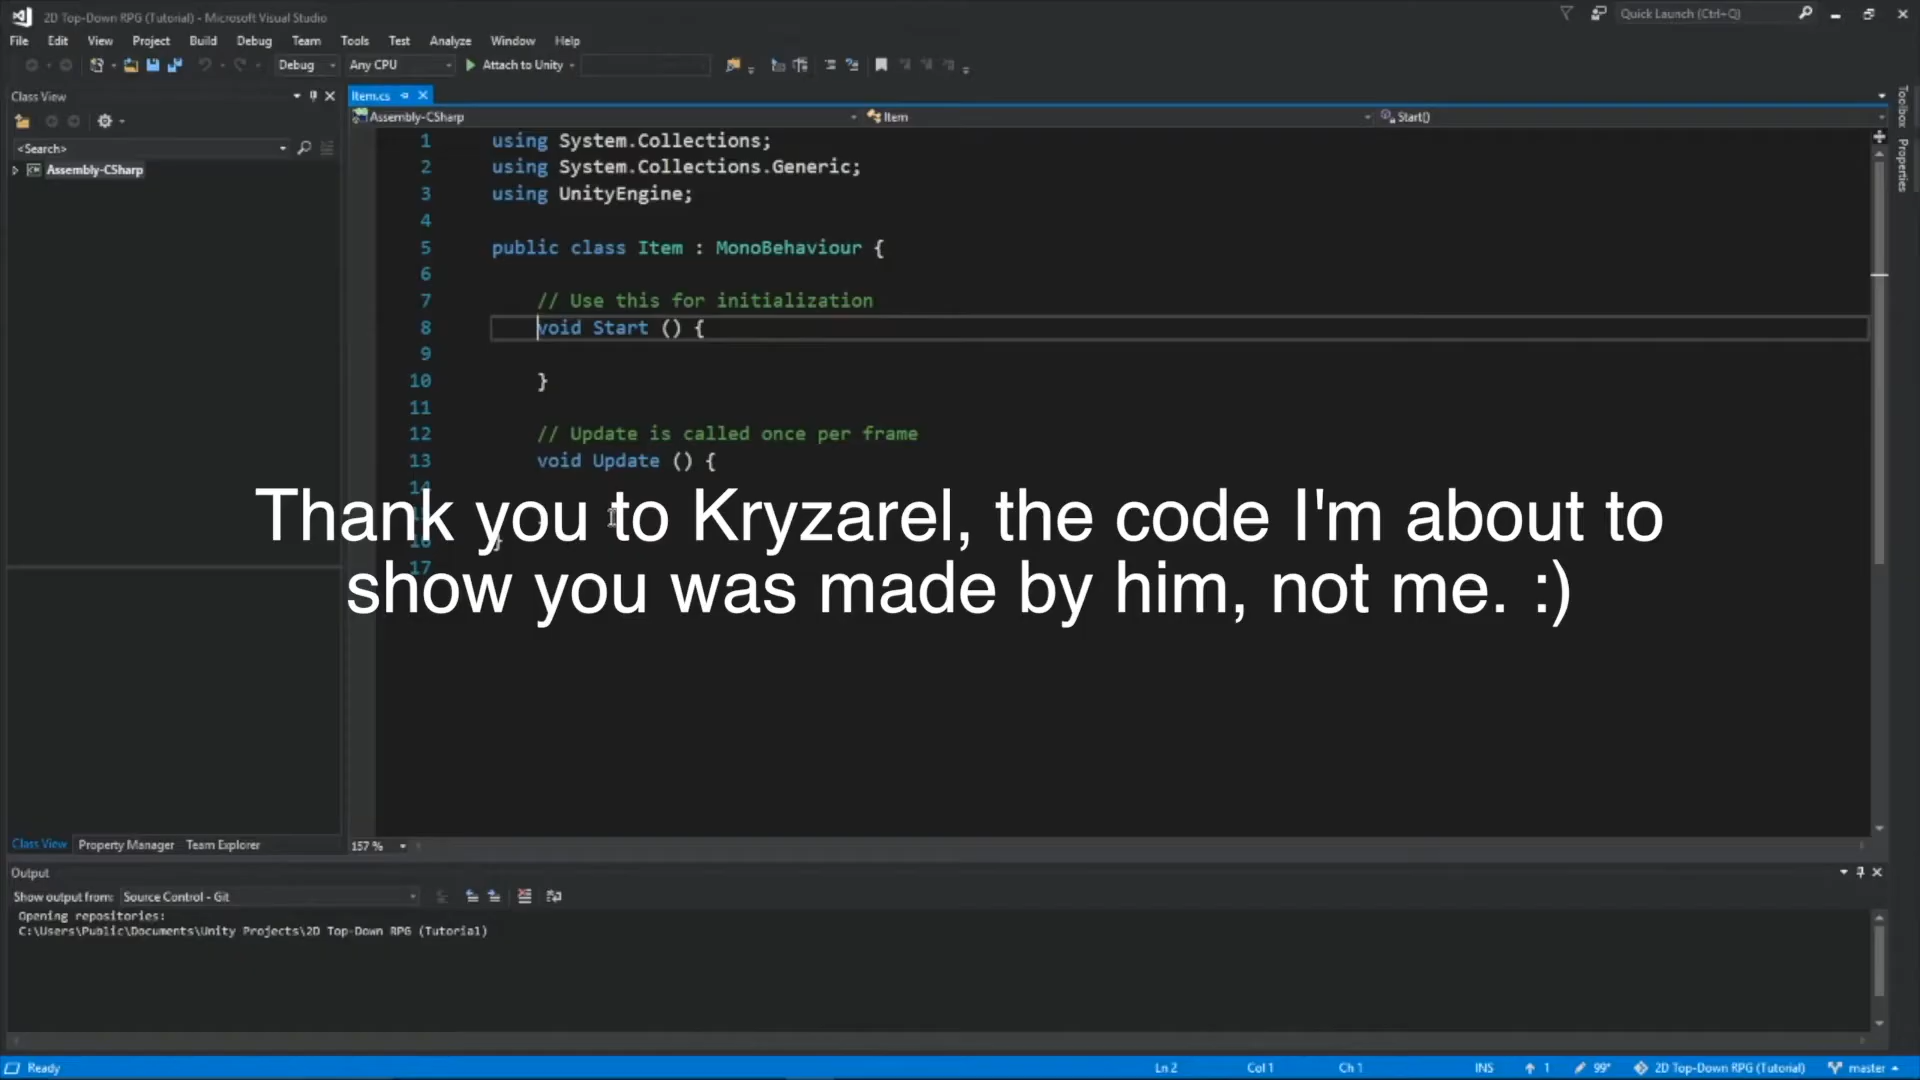 2D Top-Down RPG (Tutorial) - Microsoft Visual Studio
Quick Launch (Ctrl+Q)
File Edit View Project Build Debug Team Tools Test Analyze Window Help
Debug Any CPU Attach to Unity
Class View
Item.cs
Toolbox
Properties
Assembly-CSharp Item Start()
<Search>
Assembly-CSharp
1 using System.Collections;
2 using System.Collections.Generic;
3 using UnityEngine;
4
5 public class Item : MonoBehaviour {
6
7 // Use this for initialization
8 void Start () {
9
10 }
11
12 // Update is called once per frame
13 void Update () {
14
16 }
17
Thank you to Kryzarel, the code I'm about to
show you was made by him, not me. :)
Class View Property Manager Team Explorer
157 %
Output
Show output from: Source Control - Git
Opening repositories:
C:\Users\Public\Documents\Unity Projects\2D Top-Down RPG (Tutorial)
Ready Ln 2 Col 1 Ch 1 INS 1 99* 2D Top-Down RPG (Tutorial) master